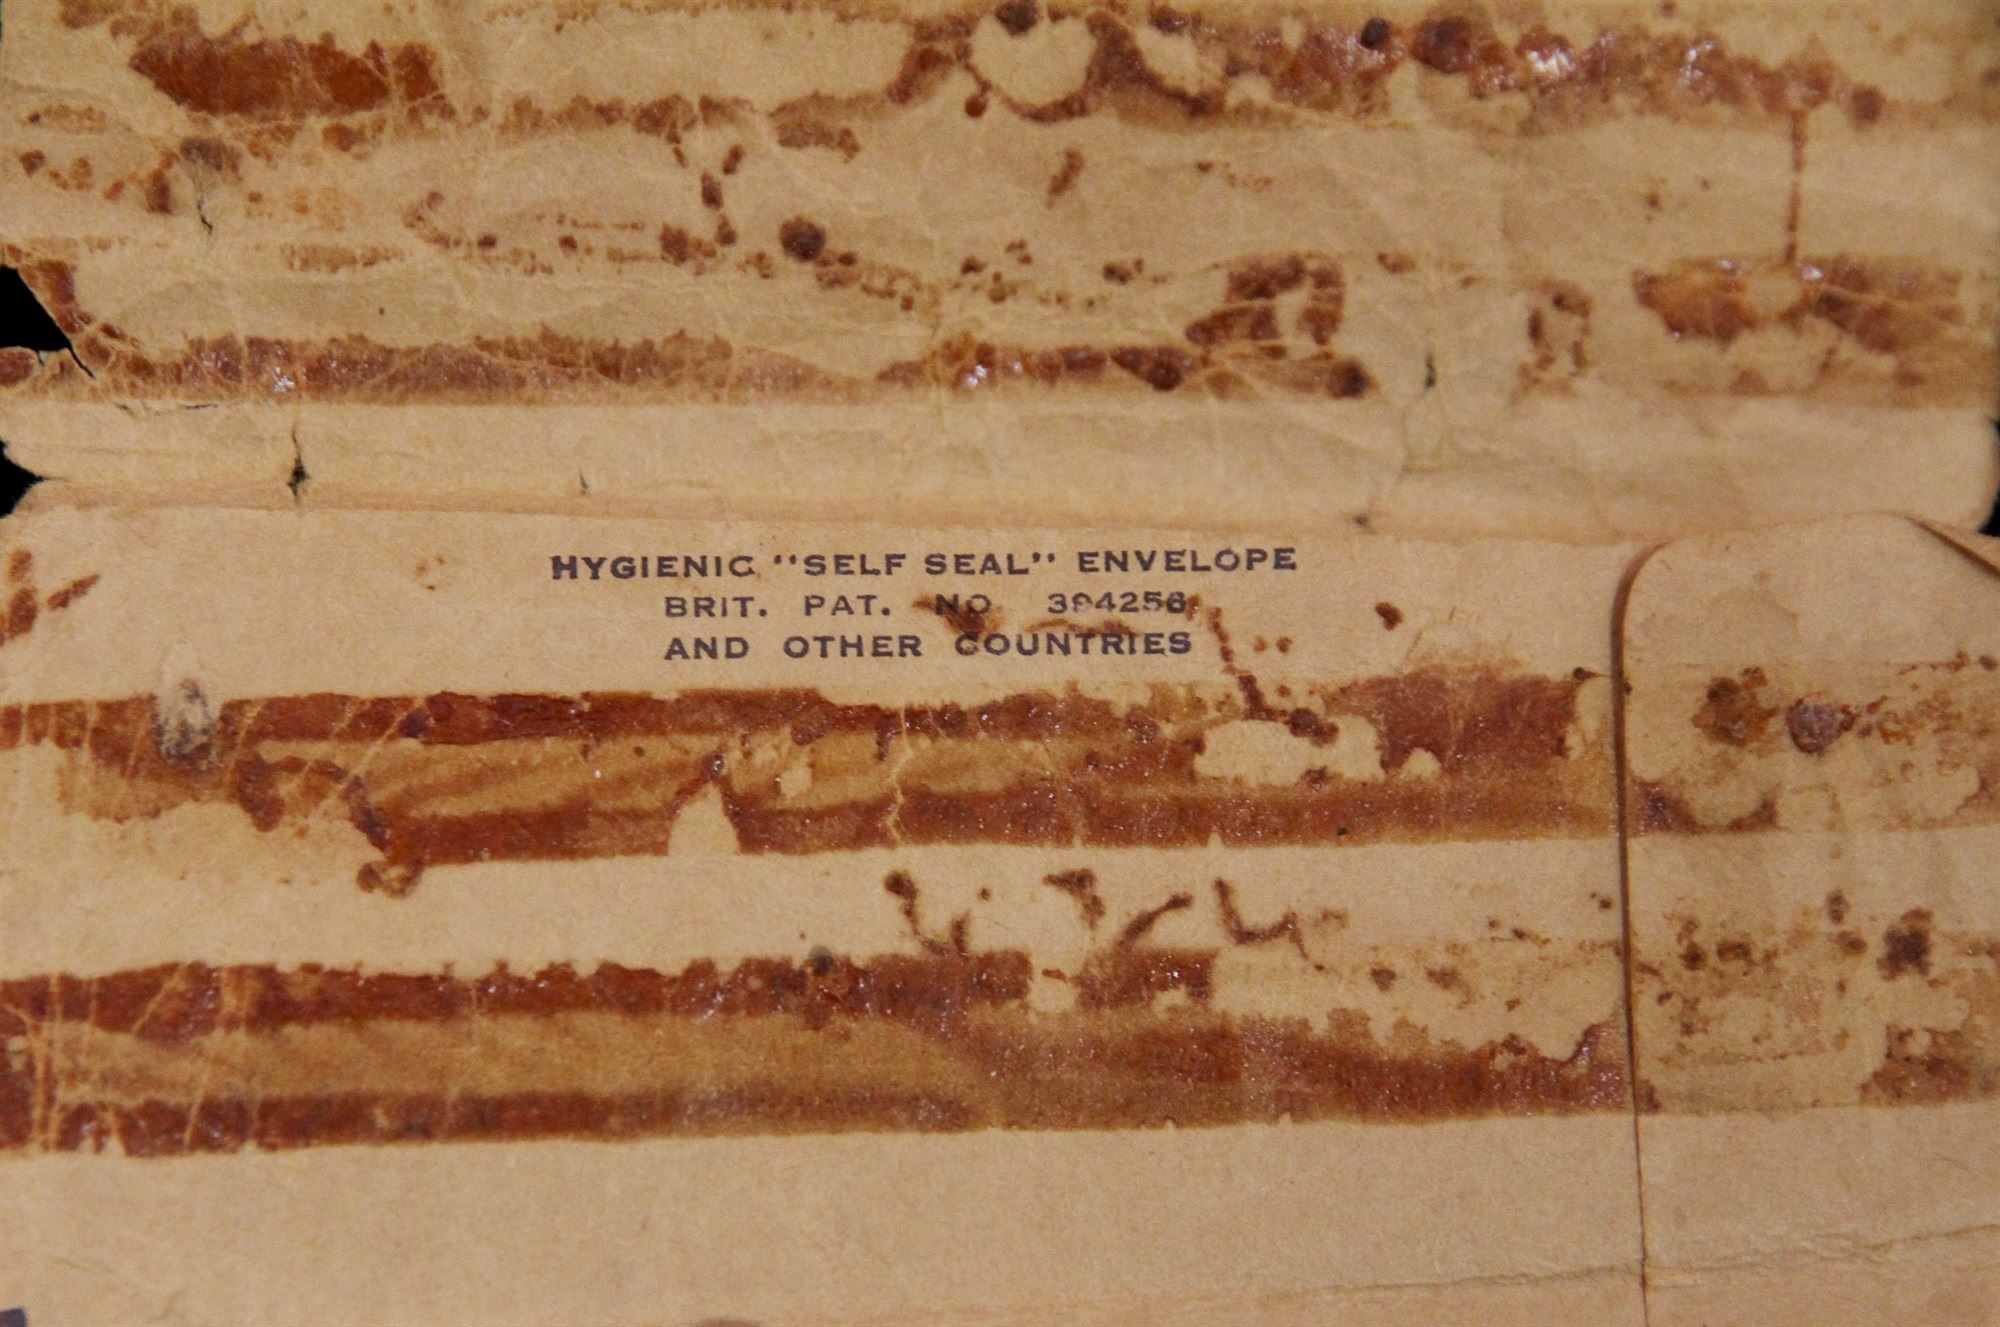 HYGIENIC "SELF SEAL" ENVELOPE
BRIT. PAT. NO 394256
AND OTHER COUNTRIES